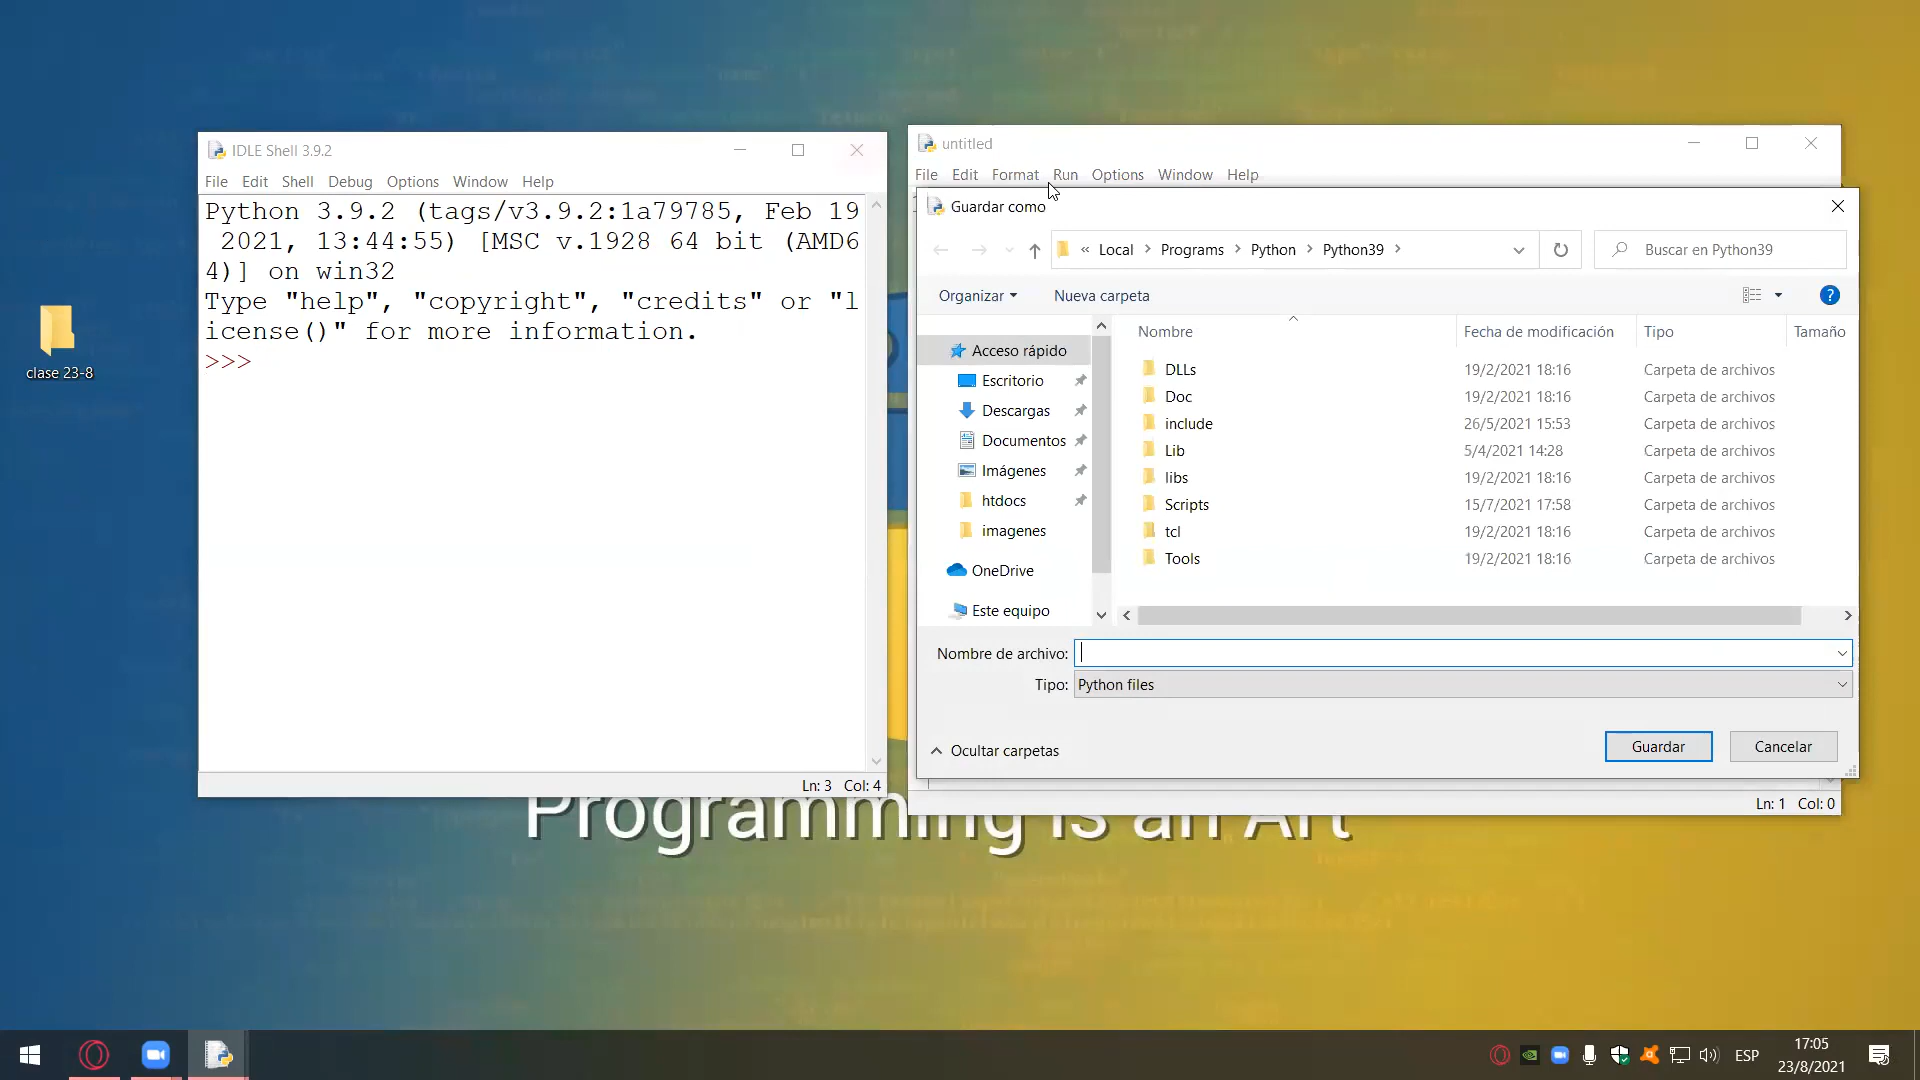 clase 23-8
IDLE Shell 3.9.2
File Edit Shell Debug Options Window Help
Python 3.9.2 (tags/v3.9.2:1a79785, Feb 19
2021, 13:44:55) [MSC v.1928 64 bit (AMD6
4)] on win32
Type "help", "copyright", "credits" or "l
icense()" for more information.
>>>
Ln: 3 Col: 4
untitled
File Edit Format Run Options Window Help
Guardar como
« Local > Programs > Python > Python39 >
Buscar en Python39
Organizar Nueva carpeta
Acceso rápido
Escritorio
Descargas
Documentos
Imágenes
htdocs
imagenes
OneDrive
Este equipo
Nombre Fecha de modificación Tipo Tamaño
DLLs 19/2/2021 18:16 Carpeta de archivos
Doc 19/2/2021 18:16 Carpeta de archivos
include 26/5/2021 15:53 Carpeta de archivos
Lib 5/4/2021 14:28 Carpeta de archivos
libs 19/2/2021 18:16 Carpeta de archivos
Scripts 15/7/2021 17:58 Carpeta de archivos
tcl 19/2/2021 18:16 Carpeta de archivos
Tools 19/2/2021 18:16 Carpeta de archivos
Nombre de archivo:
Tipo: Python files
Ocultar carpetas
Guardar Cancelar
Ln: 1 Col: 0
Programming is an Art
ESP
17:05
23/8/2021